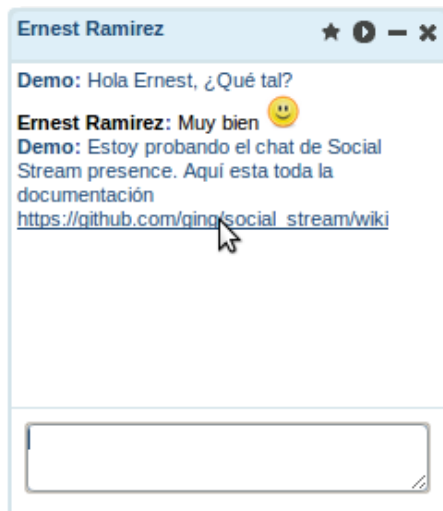 Ernest Ramirez
Demo: Hola Ernest, ¿Qué tal?
Ernest Ramirez: Muy bien
Demo: Estoy probando el chat de Social
Stream presence. Aquí esta toda la
documentación
https://github.com/ging/social_stream/wiki